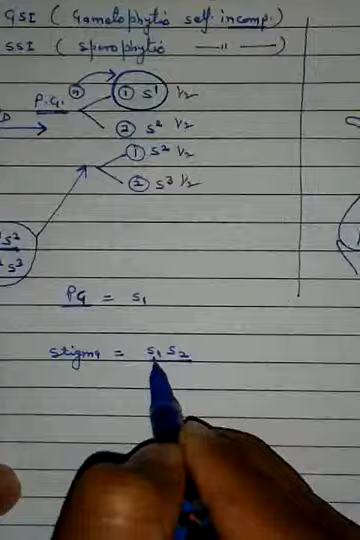 GSI ( Gametophytic self incomp.)
SSI ( Sporophytic —"— )
P.G. n ① S¹ ½
② S² ½
① S² ½
② S³ ½
S²
S³
PG = S₁
Stigma = S₁ S₂